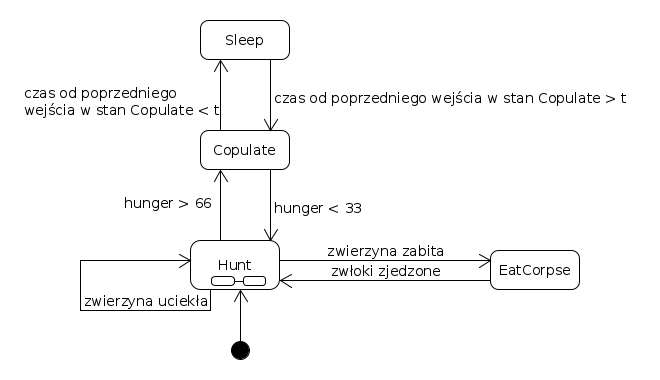 Sleep
czas od poprzedniego
wejścia w stan Copulate < t
czas od poprzedniego wejścia w stan Copulate > t
Copulate
hunger > 66
hunger < 33
Hunt
zwierzyna zabita
zwłoki zjedzone
EatCorpse
zwierzyna uciekła